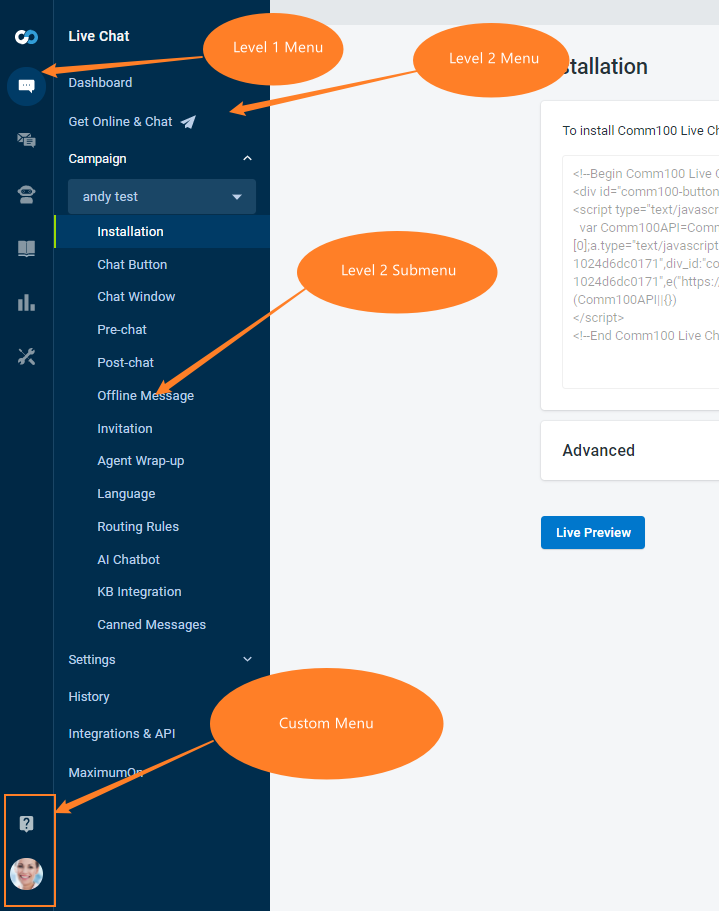 Live Chat
Level 1 Menu
Level 2 Menu
Dashboard
Get Online & Chat
Campaign
andy test
Installation
Chat Button
Chat Window
Pre-chat
Post-chat
Offline Message
Invitation
Agent Wrap-up
Language
Routing Rules
AI Chatbot
KB Integration
Canned Messages
Settings
History
Integrations & API
MaximumOn
Level 2 Submenu
Custom Menu
?
stallation
To install Comm100 Live Ch
<!--Begin Comm100 Live C
<div id="comm100-button
<script type="text/javascr
var Comm100API=Comm
[0];a.type="text/javascript
1024d6dc0171",div_id:"co
1024d6dc0171",e("https:/
(Comm100API||{})
</script>
<!--End Comm100 Live Cha
Advanced
Live Preview